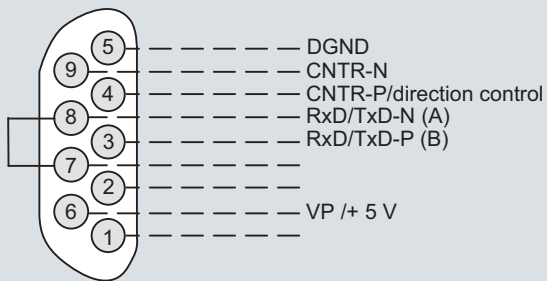 5 DGND
9 CNTR-N
4 CNTR-P/direction control
8 RxD/TxD-N (A)
3 RxD/TxD-P (B)
7
2
6 VP /+ 5 V
1